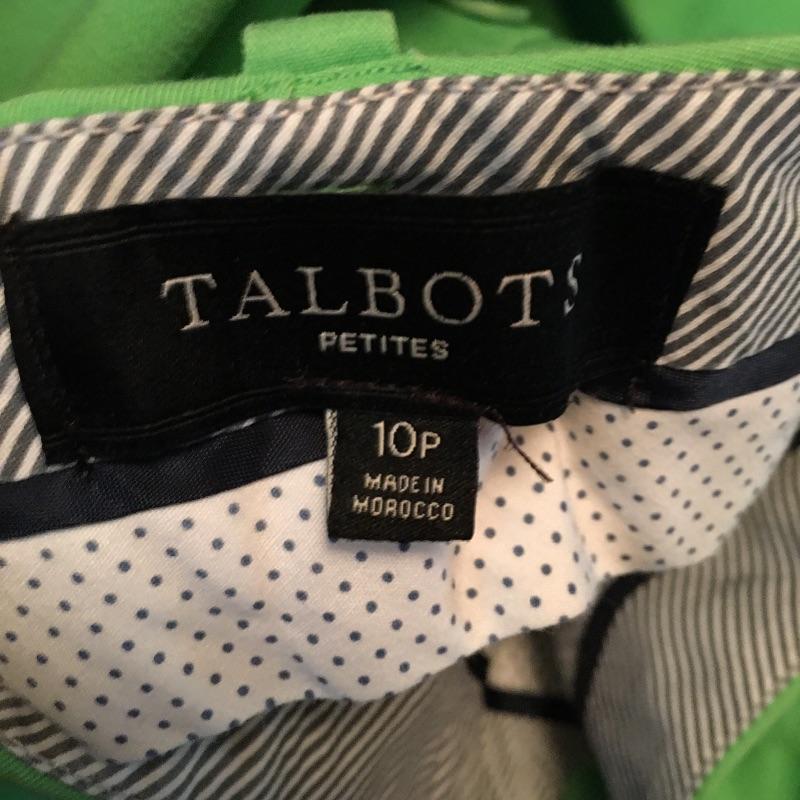 TALBOTS
PETITES
10P
MADE IN
MOROCCO